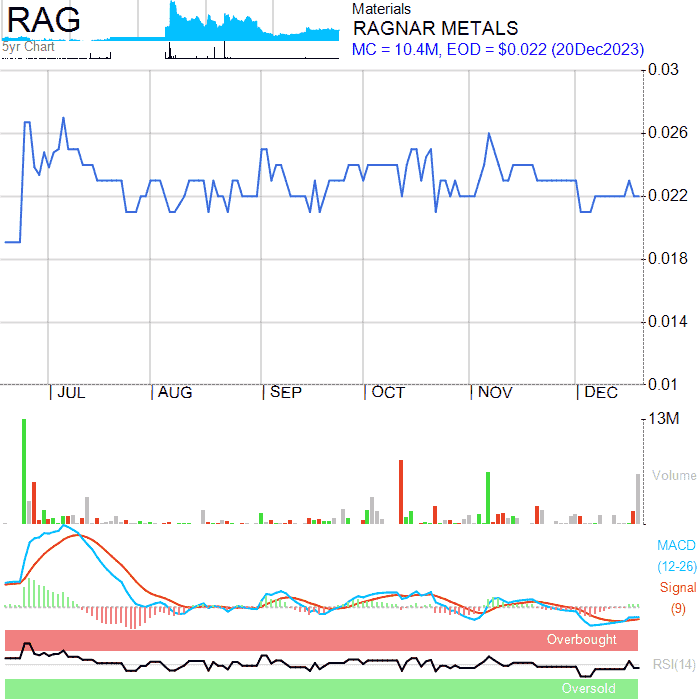 RAG
5yr Chart
Materials
RAGNAR METALS
MC = 10.4M, EOD = $0.022 (20Dec2023)
0.03
0.026
0.022
0.018
0.014
0.01
JUL AUG SEP OCT NOV DEC
13M
Volume
MACD
(12-26)
Signal
(9)
Overbought
RSI(14)
Oversold